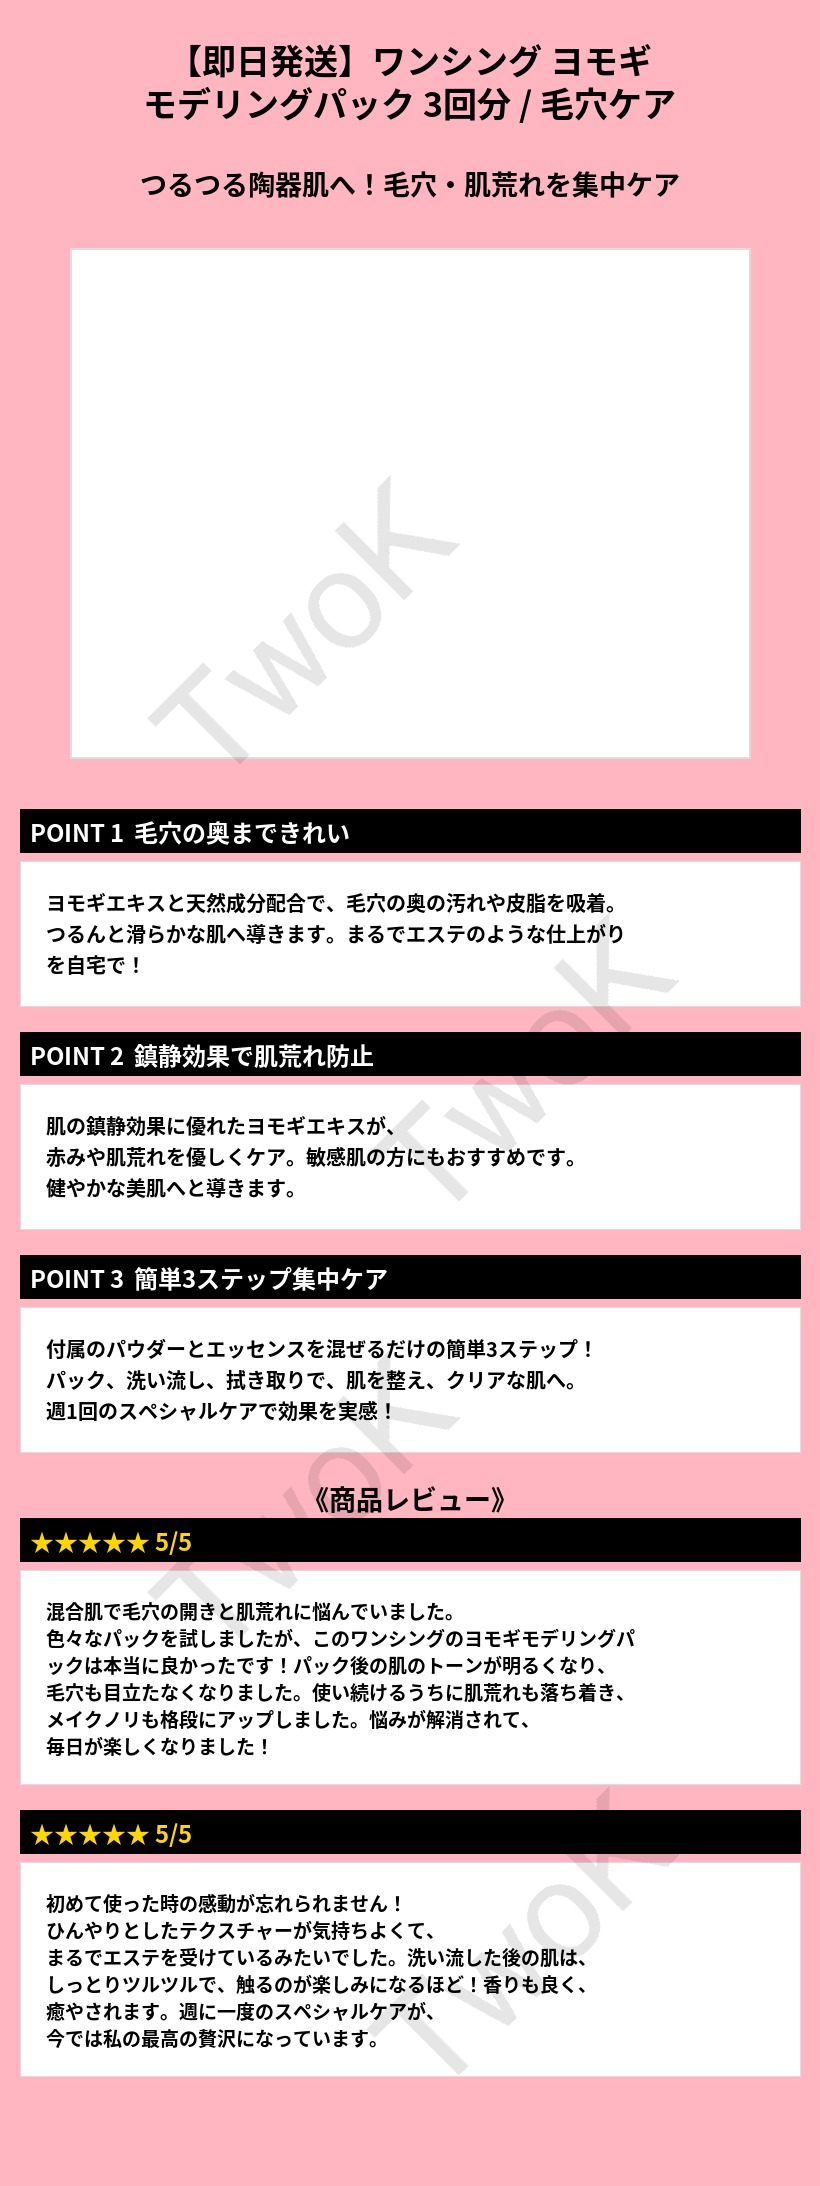 【即日発送】ワンシング ヨモギ
モデリングパック 3回分 / 毛穴ケア
つるつる陶器肌へ！毛穴・肌荒れを集中ケア
TwoK
POINT 1 毛穴の奥まできれい
ヨモギエキスと天然成分配合で、毛穴の奥の汚れや皮脂を吸着。
つるんと滑らかな肌へ導きます。まるでエステのような仕上がり
を自宅で！
TwoK
POINT 2 鎮静効果で肌荒れ防止
肌の鎮静効果に優れたヨモギエキスが、
赤みや肌荒れを優しくケア。敏感肌の方にもおすすめです。
健やかな美肌へと導きます。
POINT 3 簡単3ステップ集中ケア
付属のパウダーとエッセンスを混ぜるだけの簡単3ステップ！
パック、洗い流し、拭き取りで、肌を整え、クリアな肌へ。
週1回のスペシャルケアで効果を実感！
TwoK
《商品レビュー》
★★★★★ 5/5
混合肌で毛穴の開きと肌荒れに悩んでいました。
色々なパックを試しましたが、このワンシングのヨモギモデリングパ
ックは本当に良かったです！パック後の肌のトーンが明るくなり、
毛穴も目立たなくなりました。使い続けるうちに肌荒れも落ち着き、
メイクノリも格段にアップしました。悩みが解消されて、
毎日が楽しくなりました！
★★★★★ 5/5
初めて使った時の感動が忘れられません！
ひんやりとしたテクスチャーが気持ちよくて、
まるでエステを受けているみたいでした。洗い流した後の肌は、
しっとりツルツルで、触るのが楽しみになるほど！香りも良く、
癒やされます。週に一度のスペシャルケアが、
今では私の最高の贅沢になっています。
TwoK